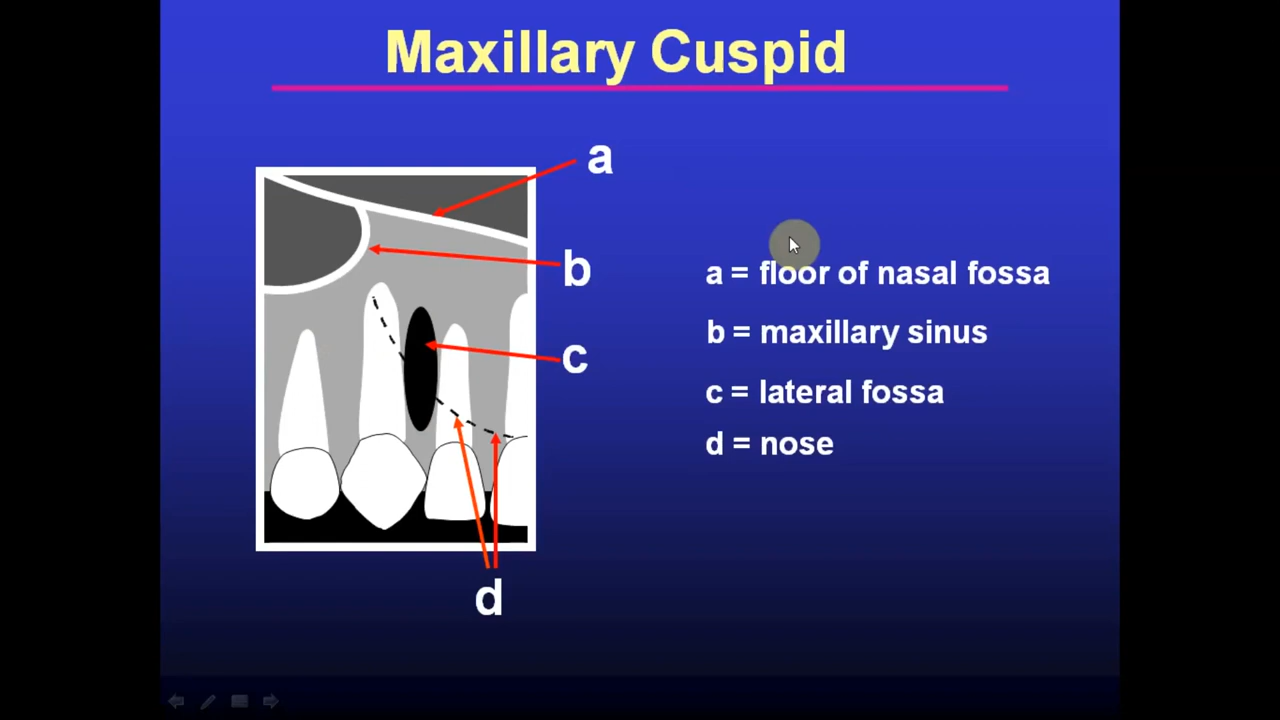 Maxillary Cuspid
a
b
c
d
a = floor of nasal fossa
b = maxillary sinus
c = lateral fossa
d = nose